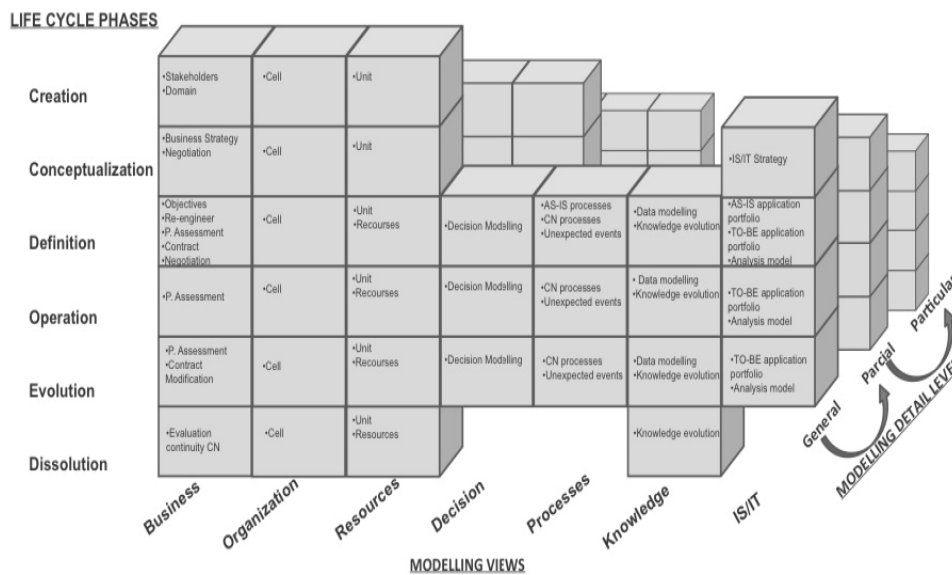 LIFE CYCLE PHASES
Creation
•Stakeholders
•Domain
•Cell
•Unit
Conceptualization
•Business Strategy
•Negotiation
•Cell
•Unit
•IS/IT Strategy
Definition
•Objectives
•Re-engineer
•P. Assessment
•Contract
•Negotiation
•Cell
•Unit
•Recourses
•Decision Modelling
•AS-IS processes
•CN processes
•Unexpected events
•Data modelling
•Knowledge evolution
•AS-IS application
portfolio
•TO-BE application
portfolio
•Analysis model
Operation
•P. Assessment
•Cell
•Unit
•Recourses
•Decision Modelling
•CN processes
•Unexpected events
•Data modelling
•Knowledge evolution
•TO-BE application
portfolio
•Analysis model
Evolution
•P. Assessment
•Contract
Modification
•Cell
•Unit
•Recourses
•Decision Modelling
•CN processes
•Unexpected events
•Data modelling
•Knowledge evolution
•TO-BE application
portfolio
•Analysis model
Dissolution
•Evaluation
continuity CN
•Cell
•Unit
•Resources
•Knowledge evolution
Business
Organization
Resources
Decision
Processes
Knowledge
IS/IT
General
Parcial
Particular
MODELLING DETAIL LEVEL
MODELLING VIEWS